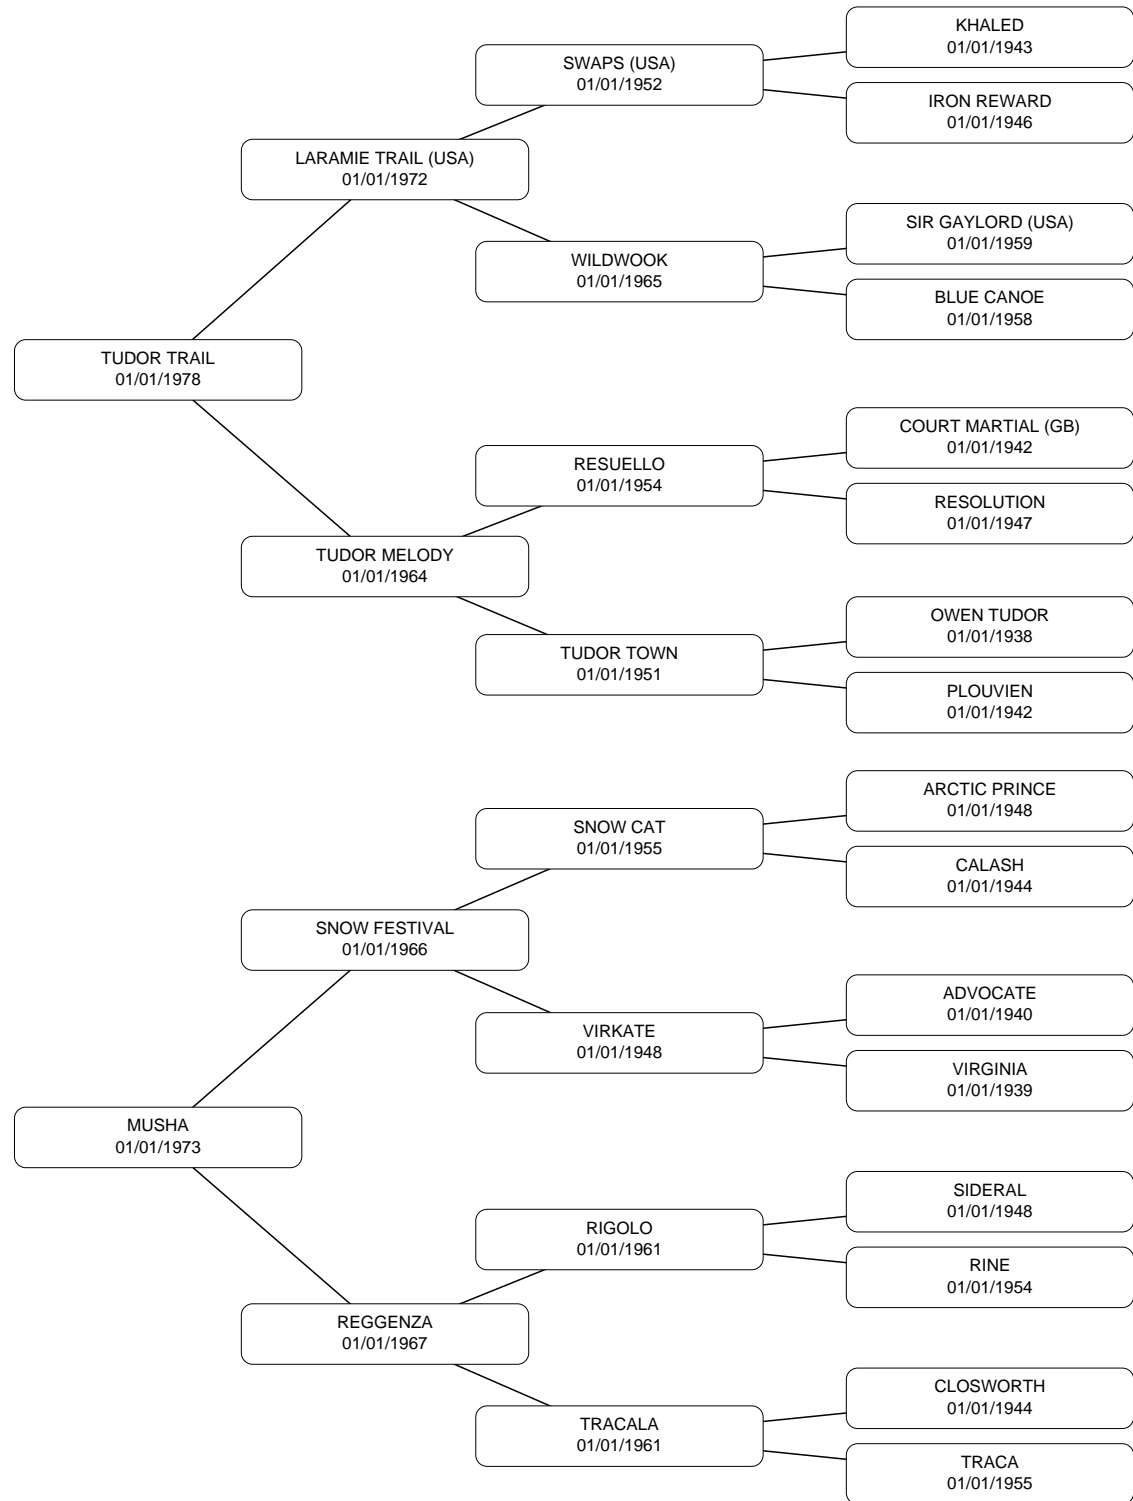 KHALED
01/01/1943
SWAPS (USA)
01/01/1952
IRON REWARD
01/01/1946
LARAMIE TRAIL (USA)
01/01/1972
SIR GAYLORD (USA)
01/01/1959
WILDWOOK
01/01/1965
BLUE CANOE
01/01/1958
TUDOR TRAIL
01/01/1978
COURT MARTIAL (GB)
01/01/1942
RESUELLO
01/01/1954
RESOLUTION
01/01/1947
TUDOR MELODY
01/01/1964
OWEN TUDOR
01/01/1938
TUDOR TOWN
01/01/1951
PLOUVIEN
01/01/1942
ARCTIC PRINCE
01/01/1948
SNOW CAT
01/01/1955
CALASH
01/01/1944
SNOW FESTIVAL
01/01/1966
ADVOCATE
01/01/1940
VIRKATE
01/01/1948
VIRGINIA
01/01/1939
MUSHA
01/01/1973
SIDERAL
01/01/1948
RIGOLO
01/01/1961
RINE
01/01/1954
REGGENZA
01/01/1967
CLOSWORTH
01/01/1944
TRACALA
01/01/1961
TRACA
01/01/1955